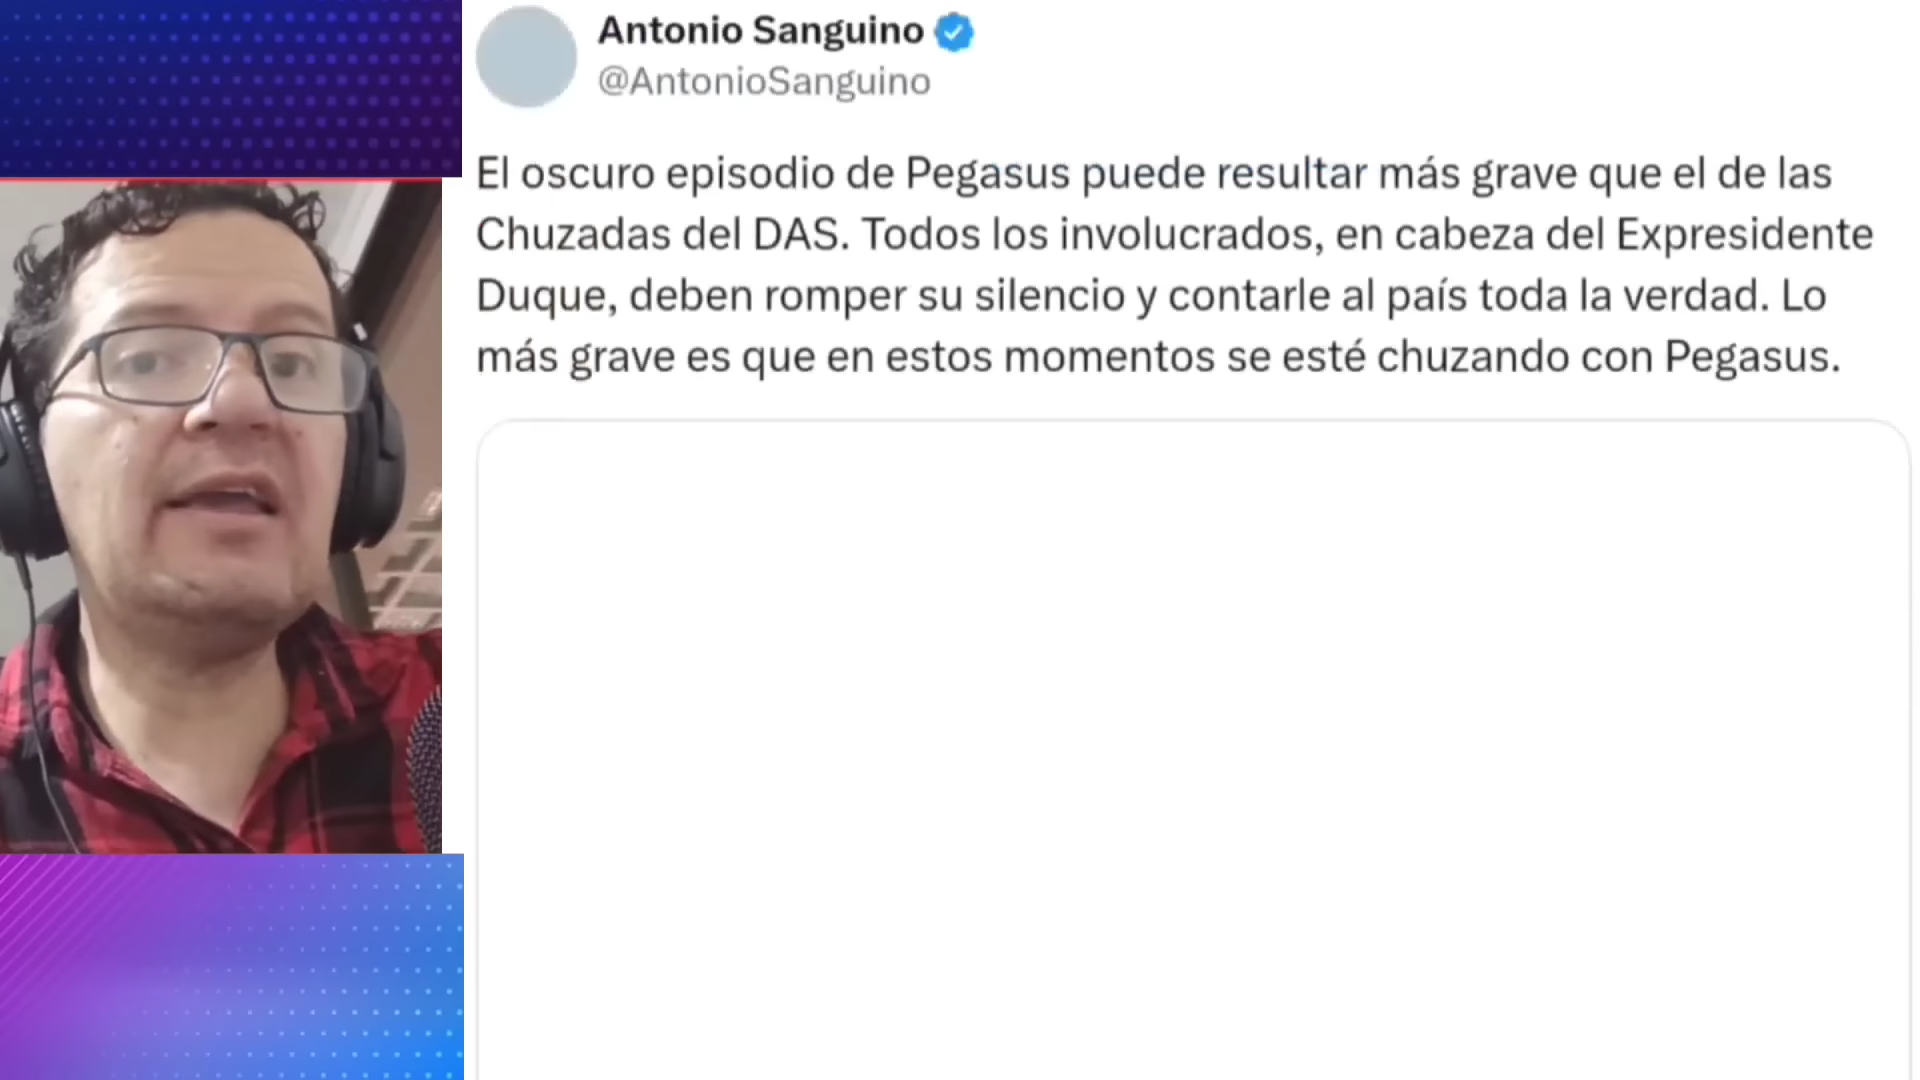 Antonio Sanguino
@AntonioSanguino
El oscuro episodio de Pegasus puede resultar más grave que el de las
Chuzadas del DAS. Todos los involucrados, en cabeza del Expresidente
Duque, deben romper su silencio y contarle al país toda la verdad. Lo
más grave es que en estos momentos se esté chuzando con Pegasus.